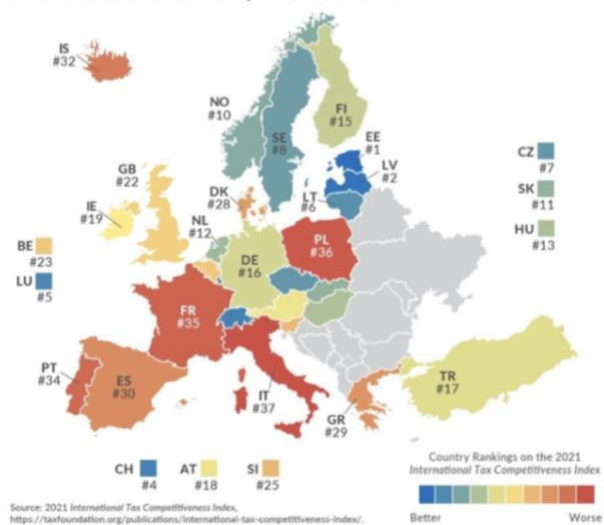 IS
#32
NO
#10
FI
#15
SE
#8
EE
#1
LV
#2
CZ
#7
GB
#22
DK
#28
LT
#6
SK
#11
IE
#19
NL
#12
HU
#13
BE
#23
DE
#16
PL
#36
LU
#5
FR
#35
PT
#34
ES
#30
IT
#37
GR
#29
TR
#17
CH
#4
AT
#18
SI
#25
Country Rankings on the 2021
International Tax Competitiveness Index
Better Worse
Source: 2021 International Tax Competitiveness Index,
https://taxfoundation.org/publications/international-tax-competitiveness-index/.